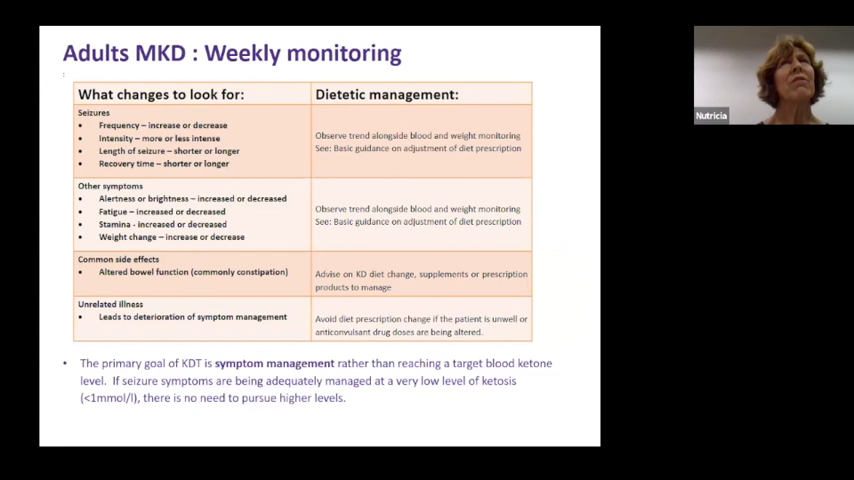 Adults MKD : Weekly monitoring
:
What changes to look for:
Dietetic management:
Seizures
• Frequency – increase or decrease
• Intensity – more or less intense
• Length of seizure – shorter or longer
• Recovery time – shorter or longer
Observe trend alongside blood and weight monitoring
See: Basic guidance on adjustment of diet prescription
Other symptoms
• Alertness or brightness – increased or decreased
• Fatigue – increased or decreased
• Stamina - increased or decreased
• Weight change – increase or decrease
Observe trend alongside blood and weight monitoring
See: Basic guidance on adjustment of diet prescription
Common side effects
• Altered bowel function (commonly constipation)
Advise on KD diet change, supplements or prescription
products to manage
Unrelated illness
• Leads to deterioration of symptom management
Avoid diet prescription change if the patient is unwell or
anticonvulsant drug doses are being altered.
• The primary goal of KDT is symptom management rather than reaching a target blood ketone
level. If seizure symptoms are being adequately managed at a very low level of ketosis
(<1mmol/l), there is no need to pursue higher levels.
Nutricia